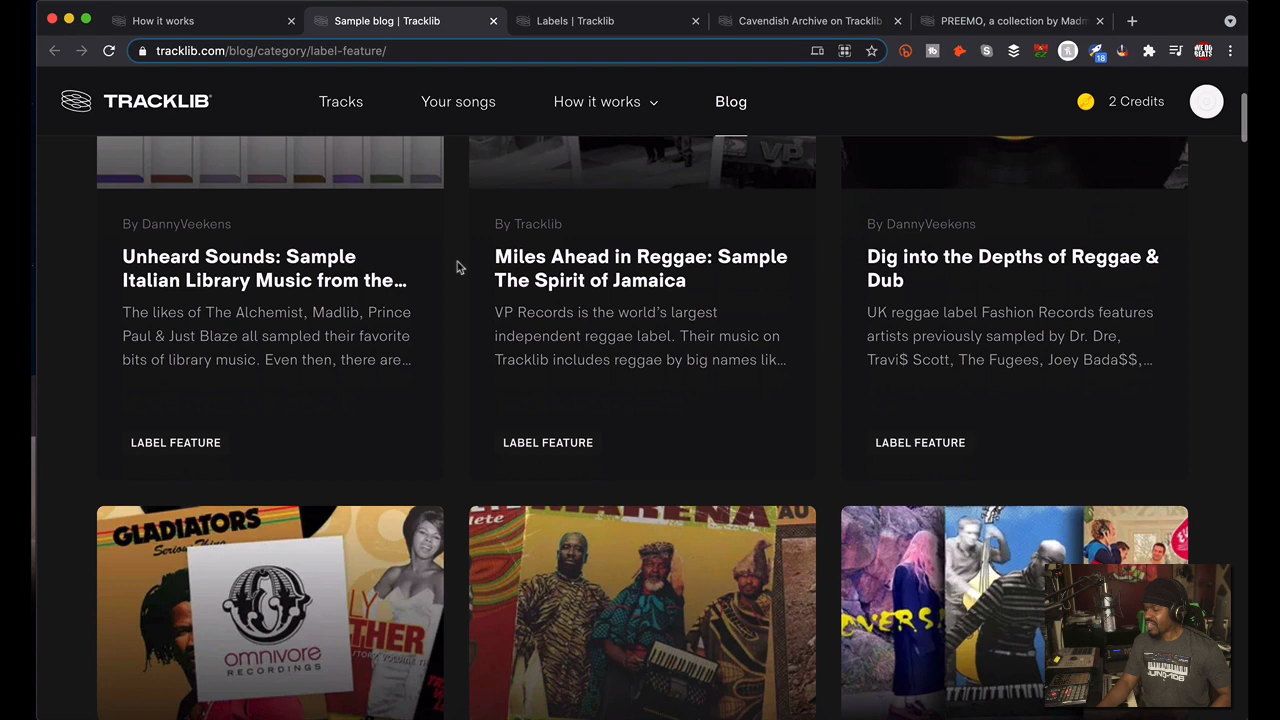 How it works
Sample blog | Tracklib
Labels | Tracklib
Cavendish Archive on Tracklib
PREEMO, a collection by Madm
tracklib.com/blog/category/label-feature/
18
TRACKLIB
Tracks
Your songs
How it works
Blog
2 Credits
VP
By DannyVeekens
Unheard Sounds: Sample
Italian Library Music from the...
The likes of The Alchemist, Madlib, Prince
Paul & Just Blaze all sampled their favorite
bits of library music. Even then, there are...
LABEL FEATURE
By Tracklib
Miles Ahead in Reggae: Sample
The Spirit of Jamaica
VP Records is the world’s largest
independent reggae label. Their music on
Tracklib includes reggae by big names lik...
LABEL FEATURE
By DannyVeekens
Dig into the Depths of Reggae &
Dub
UK reggae label Fashion Records features
artists previously sampled by Dr. Dre,
Travi$ Scott, The Fugees, Joey Bada$$,...
LABEL FEATURE
GLADIATORS
Serious Thing
OMNIVORE
RECORDINGS